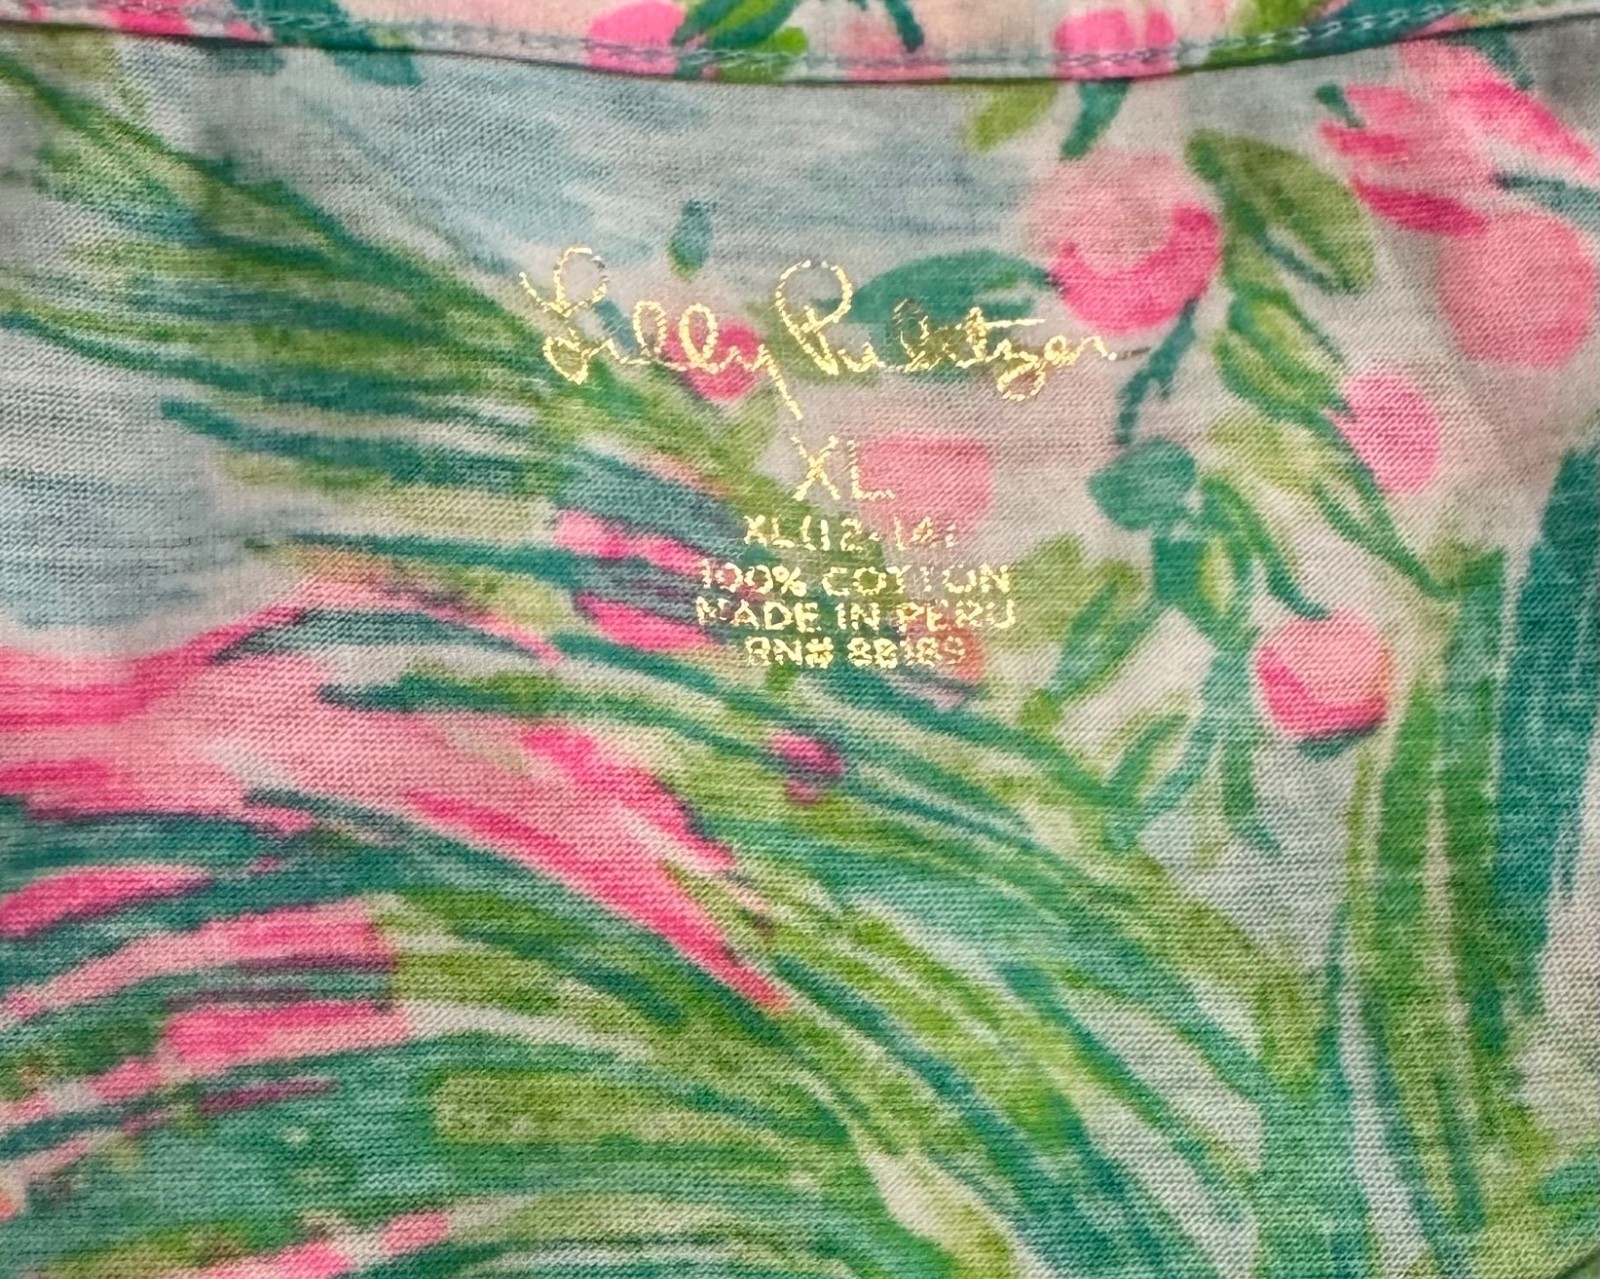 Lilly Pulitzer
XL
XL(12-14)
100% COTTON
MADE IN PERU
RN# 88189